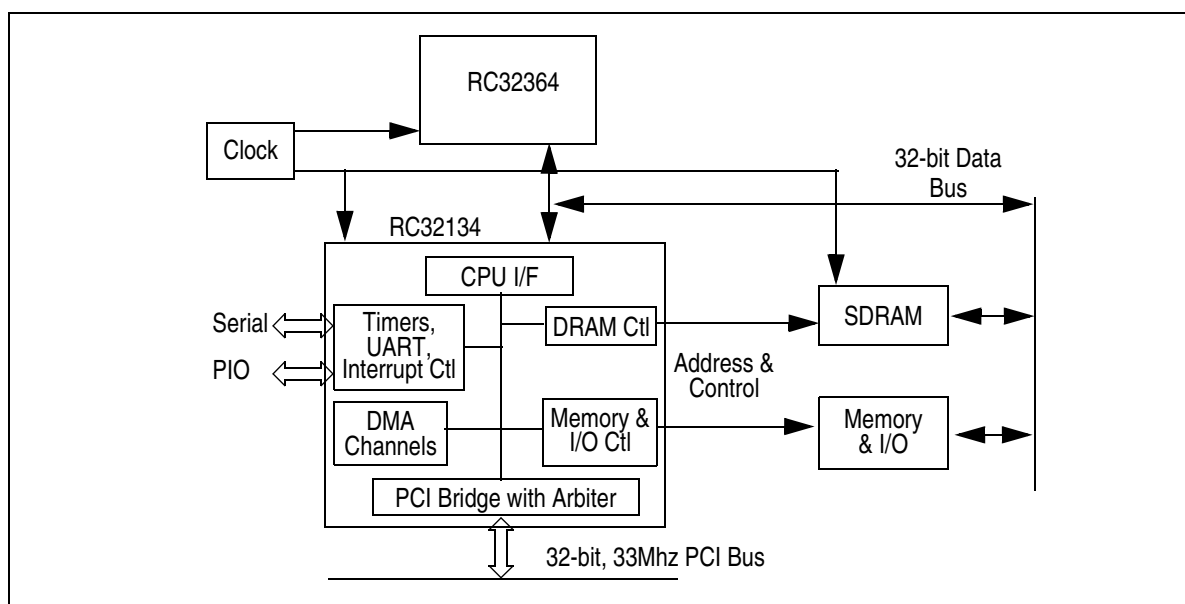 RC32364
Clock
32-bit Data
Bus
RC32134
CPU I/F
Serial
PIO
Timers,
UART,
Interrupt Ctl
DRAM Ctl
SDRAM
Address &
Control
DMA
Channels
Memory &
I/O Ctl
Memory
& I/O
PCI Bridge with Arbiter
32-bit, 33Mhz PCI Bus